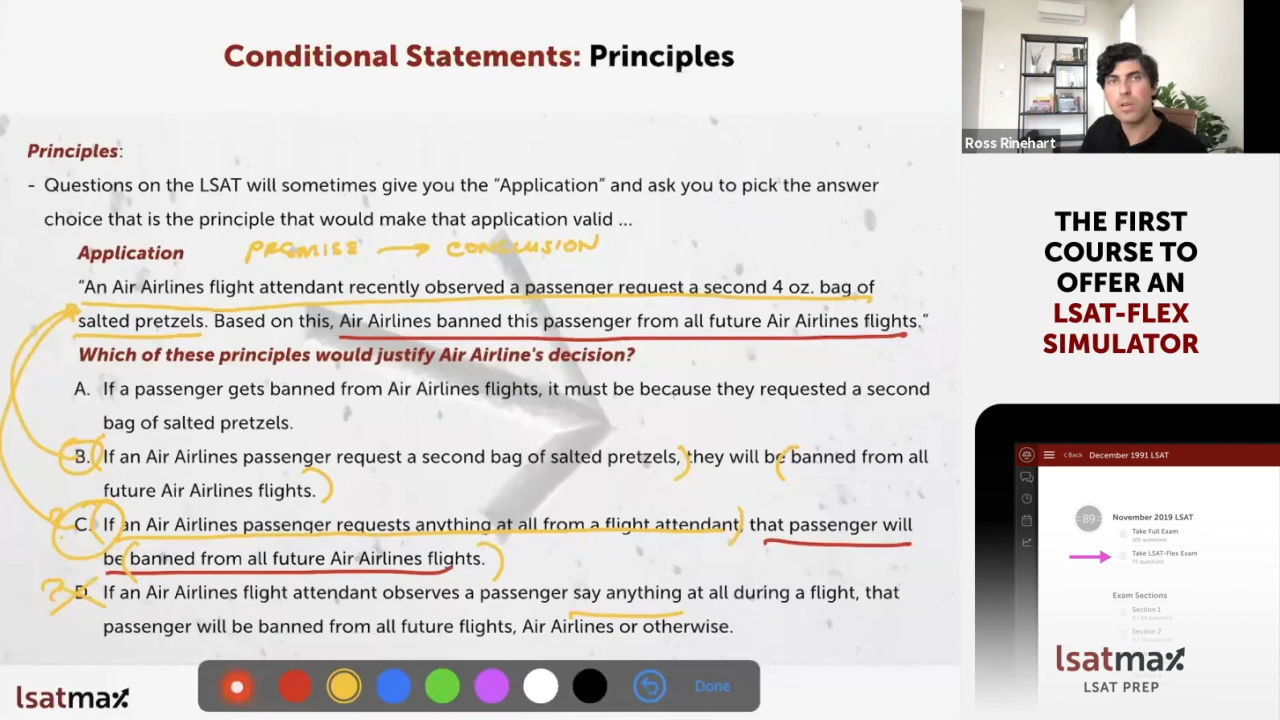 Conditional Statements: Principles
Ross Rinehart
Principles:
- Questions on the LSAT will sometimes give you the “Application” and ask you to pick the answer
choice that is the principle that would make that application valid ...
Application
PREMISE → CONCLUSION
“An Air Airlines flight attendant recently observed a passenger request a second 4 oz. bag of
salted pretzels. Based on this, Air Airlines banned this passenger from all future Air Airlines flights.”
Which of these principles would justify Air Airline's decision?
A. If a passenger gets banned from Air Airlines flights, it must be because they requested a second
bag of salted pretzels.
B. If an Air Airlines passenger request a second bag of salted pretzels, they will be banned from all
future Air Airlines flights.
C. If an Air Airlines passenger requests anything at all from a flight attendant, that passenger will
be banned from all future Air Airlines flights.
D. If an Air Airlines flight attendant observes a passenger say anything at all during a flight, that
passenger will be banned from all future flights, Air Airlines or otherwise.
Done
lsatmax
THE FIRST
COURSE TO
OFFER AN
LSAT-FLEX
SIMULATOR
< Back December 1991 LSAT
89
November 2019 LSAT
Take Full Exam
101 questions
Take LSAT-Flex Exam
75 questions
Exam Sections
Section 1
Section 2
lsatmax
LSAT PREP